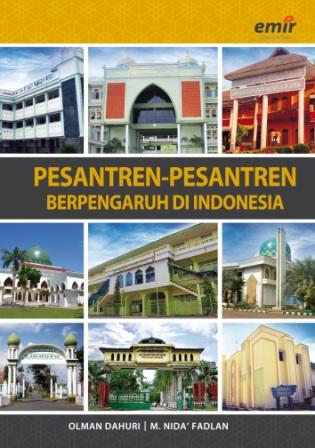 emir
PESANTREN-PESANTREN
BERPENGARUH DI INDONESIA
OLMAN DAHURI | M. NIDA' FADLAN